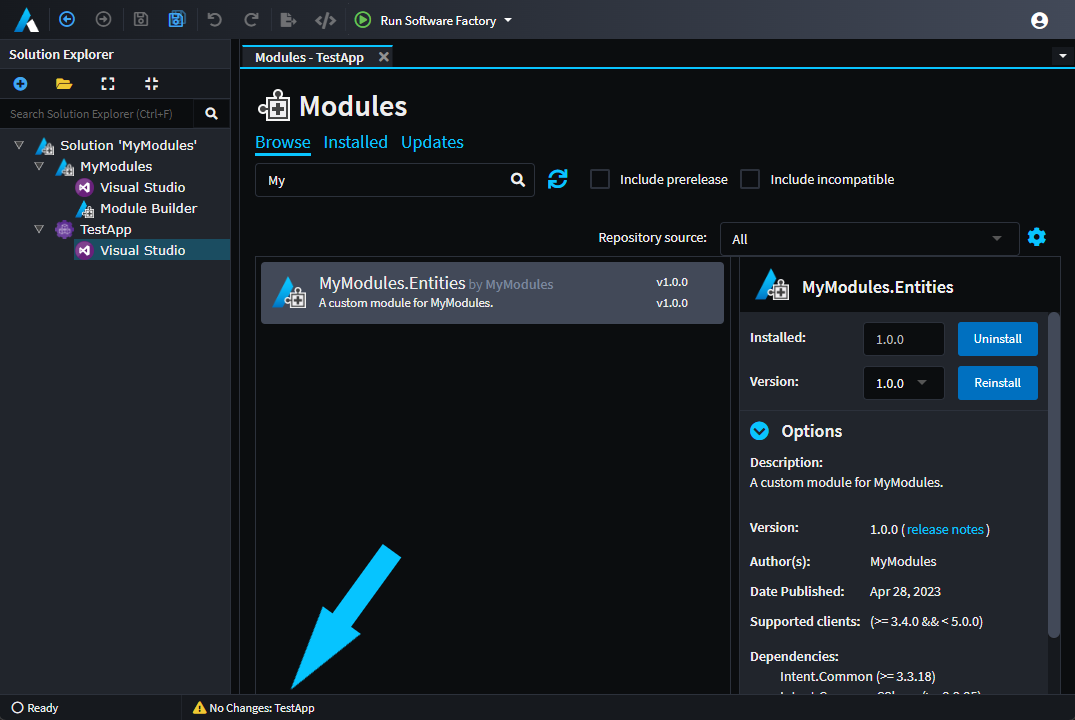 Run Software Factory
Solution Explorer
Search Solution Explorer (Ctrl+F)
Solution 'MyModules'
MyModules
Visual Studio
Module Builder
TestApp
Visual Studio
Modules - TestApp
Modules
Browse Installed Updates
My
Include prerelease
Include incompatible
Repository source: All
MyModules.Entities by MyModules v1.0.0
A custom module for MyModules. v1.0.0
MyModules.Entities
Installed: 1.0.0 Uninstall
Version: 1.0.0 Reinstall
Options
Description:
A custom module for MyModules.
Version: 1.0.0 (release notes)
Author(s): MyModules
Date Published: Apr 28, 2023
Supported clients: (>= 3.4.0 && < 5.0.0)
Dependencies:
Intent.Common (>= 3.3.18)
Ready
No Changes: TestApp